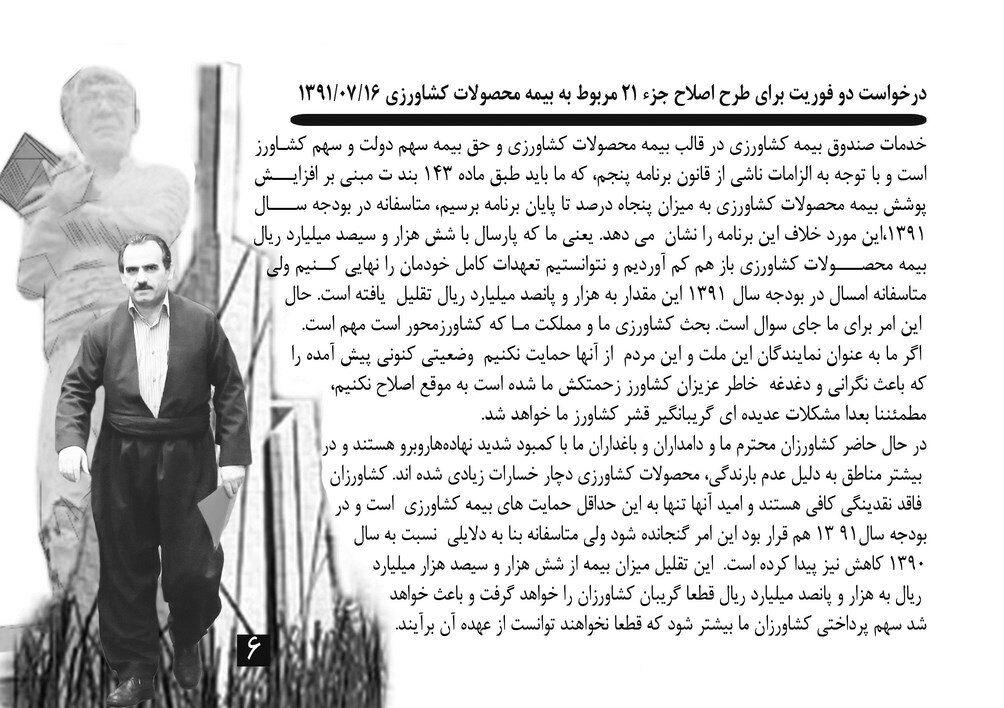 درخواست دو فوریت برای طرح اصلاح جزء ۲۱ مربوط به بیمه محصولات کشاورزی ۱۳۹۱/۰۷/۱۶
خدمات صندوق بیمه کشاورزی در قالب بیمه محصولات کشاورزی و حق بیمه سهم دولت و سهم کشـاورز
است و با توجه به الزامات ناشی از قانون برنامه پنجم، که ما باید طبق ماده ۱۴۳ بند ت مبنی بر افزایـــش
پوشش بیمه محصولات کشاورزی به میزان پنجاه درصد تا پایان برنامه برسیم، متاسفانه در بودجه ســـال
۱۳۹۱،این مورد خلاف این برنامه را نشان می دهد. یعنی ما که پارسال با شش هزار و سیصد میلیارد ریال
بیمه محصـــولات کشاورزی باز هم کم آوردیم و نتوانستیم تعهدات کامل خودمان را نهایی کنـیم ولی
متاسفانه امسال در بودجه سال ۱۳۹۱ این مقدار به هزار و پانصد میلیارد ریال تقلیل یافته است. حال
این امر برای ما جای سوال است. بحث کشاورزی ما و مملکت مـا که کشاورزمحور است مهم است.
اگر ما به عنوان نمایندگان این ملت و این مردم از آنها حمایت نکنیم وضعیتی کنونی پیش آمده را
که باعث نگرانی و دغدغه خاطر عزیزان کشاورز زحمتکش ما شده است به موقع اصلاح نکنیم،
مطمئننا بعدا مشکلات عدیده ای گریبانگیر قشر کشاورز ما خواهد شد.
در حال حاضر کشاورزان محترم ما و دامداران و باغداران ما با کمبود شدید نهاده‌هاروبرو هستند و در
بیشتر مناطق به دلیل عدم بارندگی، محصولات کشاورزی دچار خسارات زیادی شده اند. کشاورزان
فاقد نقدینگی کافی هستند و امید آنها تنها به این حداقل حمایت های بیمه کشاورزی است و در
بودجه سال۹۱ ۱۳ هم قرار بود این امر گنجانده شود ولی متاسفانه بنا به دلایلی نسبت به سال
۱۳۹۰ کاهش نیز پیدا کرده است. این تقلیل میزان بیمه از شش هزار و سیصد هزار میلیارد
ریال به هزار و پانصد میلیارد ریال قطعا گریبان کشاورزان را خواهد گرفت و باعث خواهد
شد سهم پرداختی کشاورزان ما بیشتر شود که قطعا نخواهند توانست از عهده آن برآیند.
۶